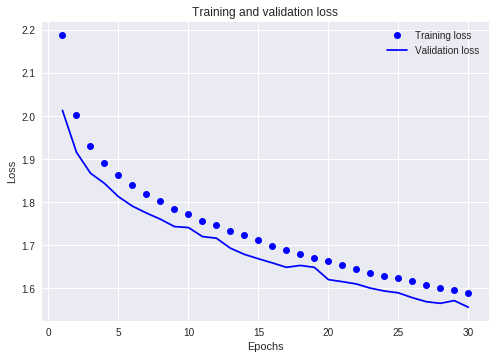 Training and validation loss
2.2
2.1
2.0
1.9
1.8
1.7
1.6
Loss
Training loss
Validation loss
0 5 10 15 20 25 30
Epochs